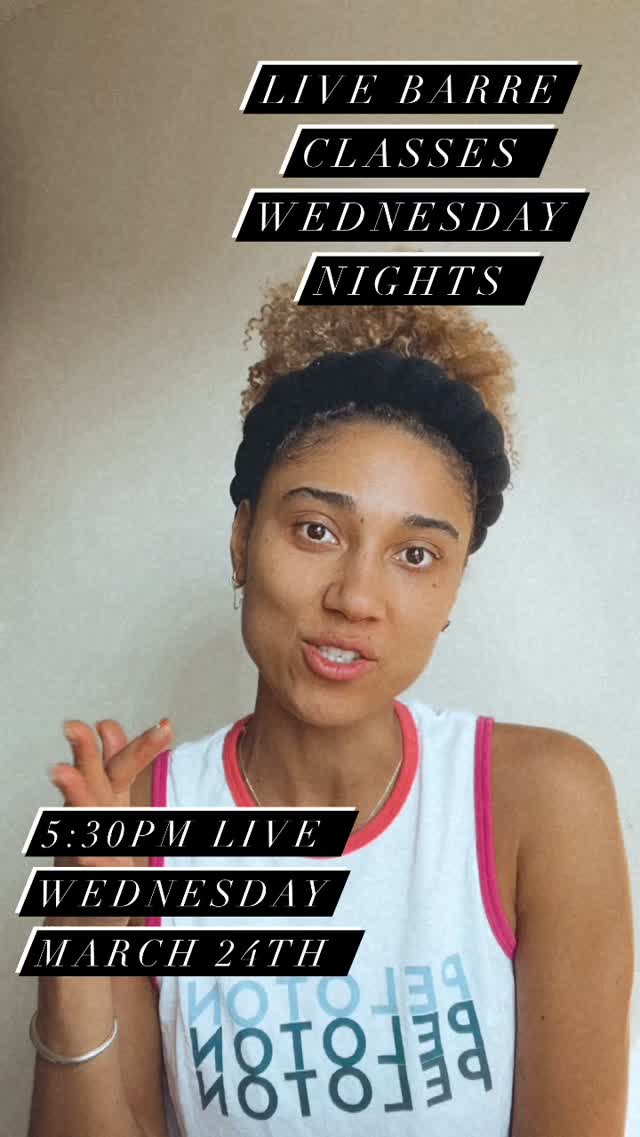 LIVE BARRE
CLASSES
WEDNESDAY
NIGHTS
5:30PM LIVE
WEDNESDAY
MARCH 24TH
PELOTON
PELOTON
PELOTON